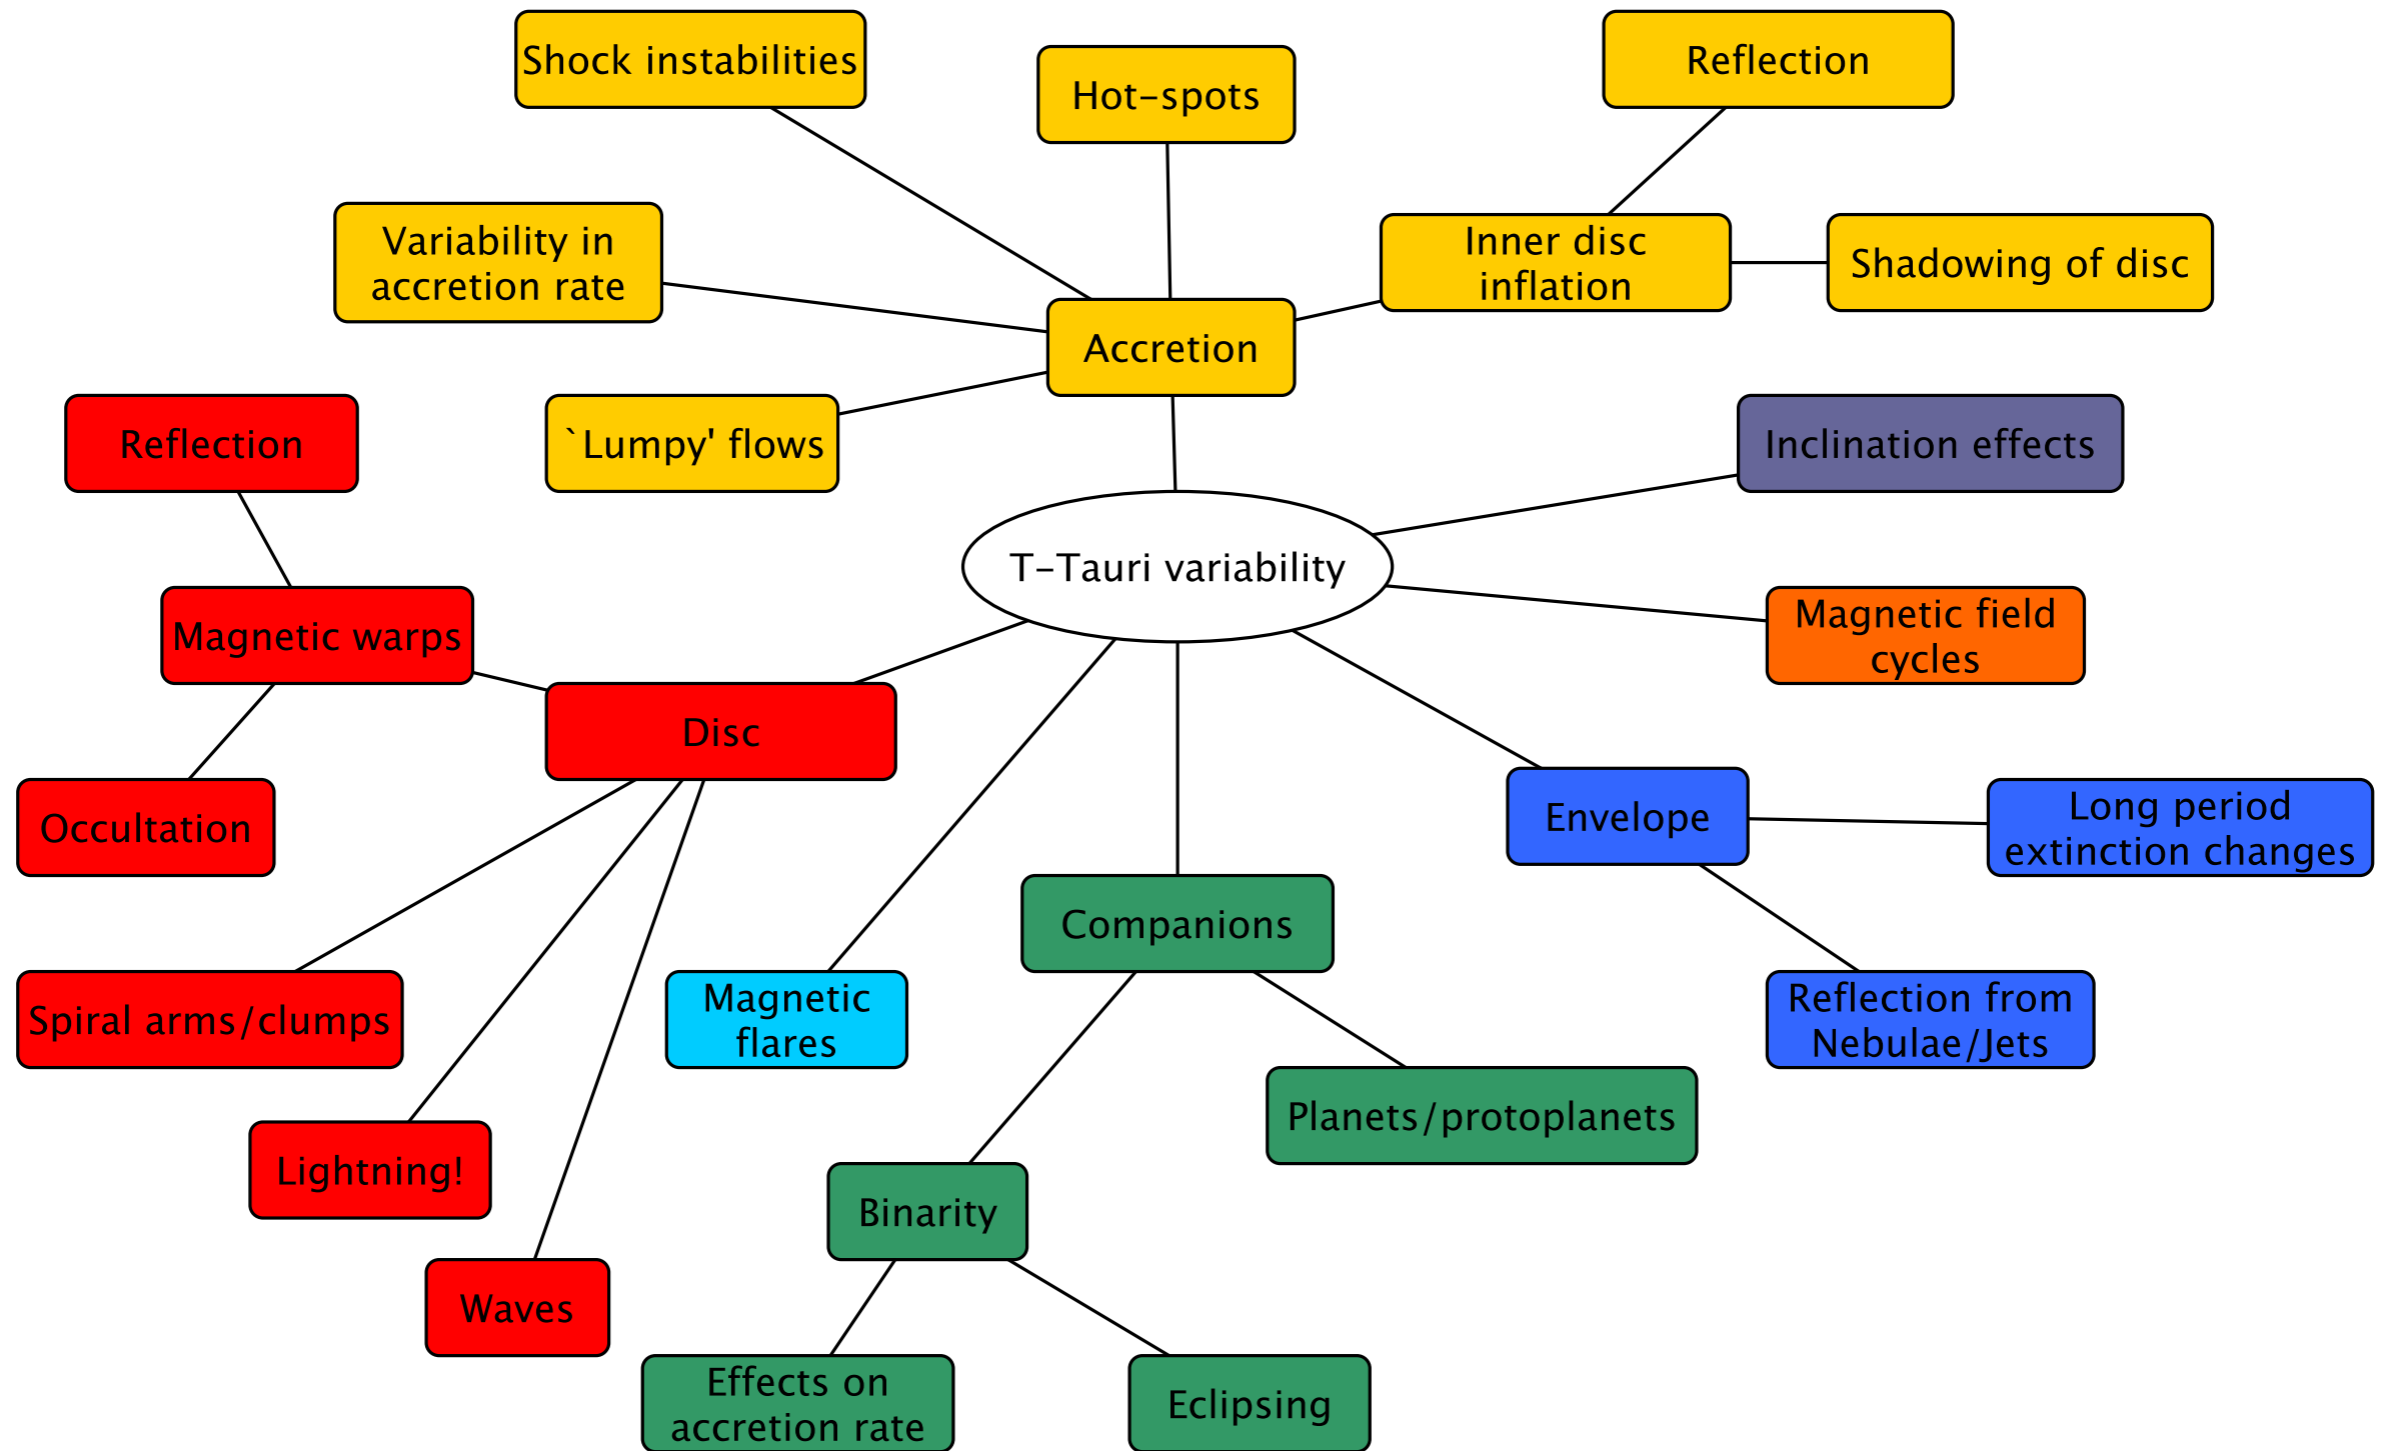 Shock instabilities
Hot-spots
Reflection
Variability in
accretion rate
Inner disc
inflation
Shadowing of disc
Accretion
Reflection
`Lumpy' flows
Inclination effects
T-Tauri variability
Magnetic warps
Magnetic field
cycles
Disc
Occultation
Envelope
Long period
extinction changes
Companions
Spiral arms/clumps
Magnetic
flares
Reflection from
Nebulae/Jets
Planets/protoplanets
Lightning!
Binarity
Waves
Effects on
accretion rate
Eclipsing